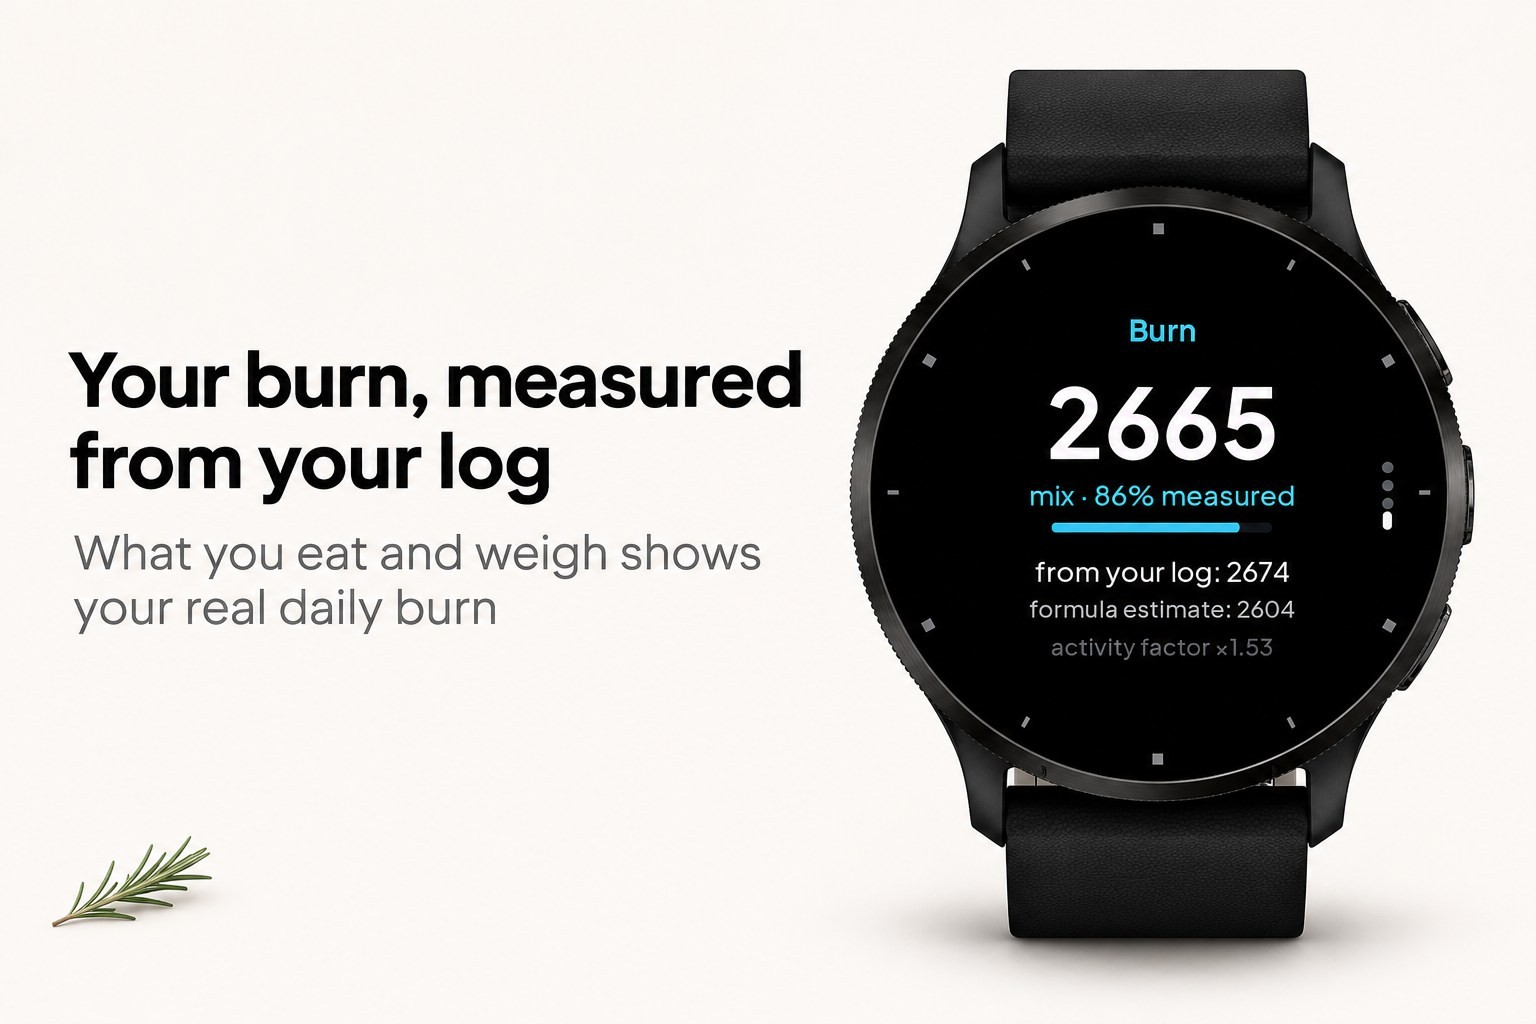 Your burn, measured
from your log
What you eat and weigh shows
your real daily burn
Burn
2665
mix · 86% measured
from your log: 2674
formula estimate: 2604
activity factor ×1.53